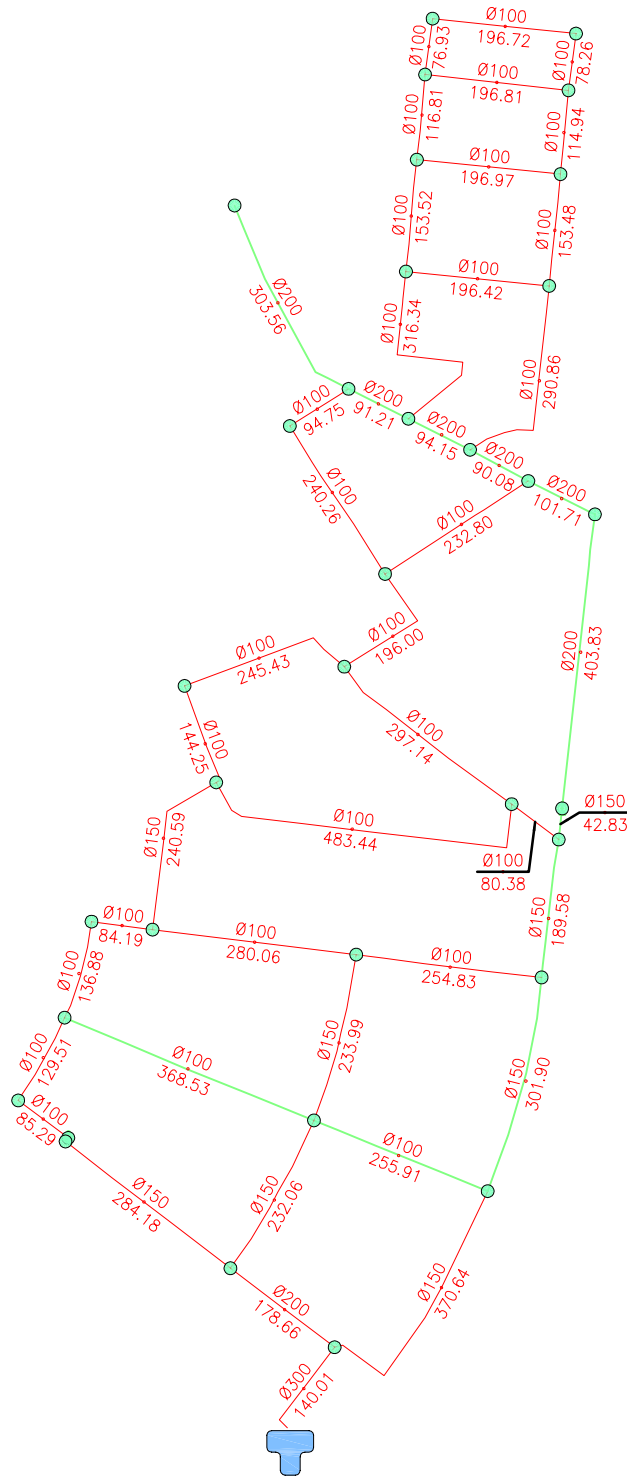 Ø100
196.72
Ø100
76.93
Ø100
78.26
Ø100
196.81
Ø100
116.81
Ø100
114.94
Ø100
196.97
Ø100
153.52
Ø100
153.48
Ø100
196.42
Ø200
303.56
Ø100
316.34
Ø100
290.86
Ø100
94.75
Ø200
91.21
Ø200
94.15
Ø200
90.08
Ø200
101.71
Ø100
240.26
Ø100
232.80
Ø100
196.00
Ø200
403.83
Ø100
245.43
Ø100
144.25
Ø100
297.14
Ø150
42.83
Ø150
240.59
Ø100
483.44
Ø100
80.38
Ø150
189.58
Ø100
84.19
Ø100
280.06
Ø100
254.83
Ø100
136.88
Ø150
233.99
Ø100
129.51
Ø100
368.53
Ø150
301.90
Ø100
85.29
Ø100
255.91
Ø150
284.18
Ø150
232.06
Ø150
370.64
Ø200
178.66
Ø300
140.01